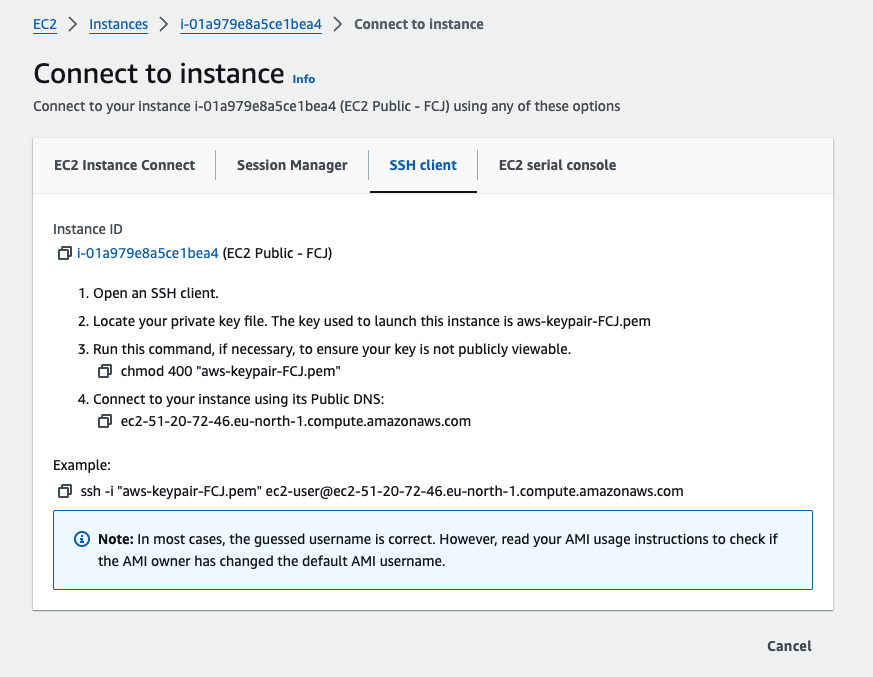 EC2 > Instances > i-01a979e8a5ce1bea4 > Connect to instance
Connect to instance Info
Connect to your instance i-01a979e8a5ce1bea4 (EC2 Public - FCJ) using any of these options
EC2 Instance Connect Session Manager SSH client EC2 serial console
Instance ID
i-01a979e8a5ce1bea4 (EC2 Public - FCJ)
1. Open an SSH client.
2. Locate your private key file. The key used to launch this instance is aws-keypair-FCJ.pem
3. Run this command, if necessary, to ensure your key is not publicly viewable.
chmod 400 "aws-keypair-FCJ.pem"
4. Connect to your instance using its Public DNS:
ec2-51-20-72-46.eu-north-1.compute.amazonaws.com
Example:
ssh -i "aws-keypair-FCJ.pem" ec2-user@ec2-51-20-72-46.eu-north-1.compute.amazonaws.com
Note: In most cases, the guessed username is correct. However, read your AMI usage instructions to check if
the AMI owner has changed the default AMI username.
Cancel